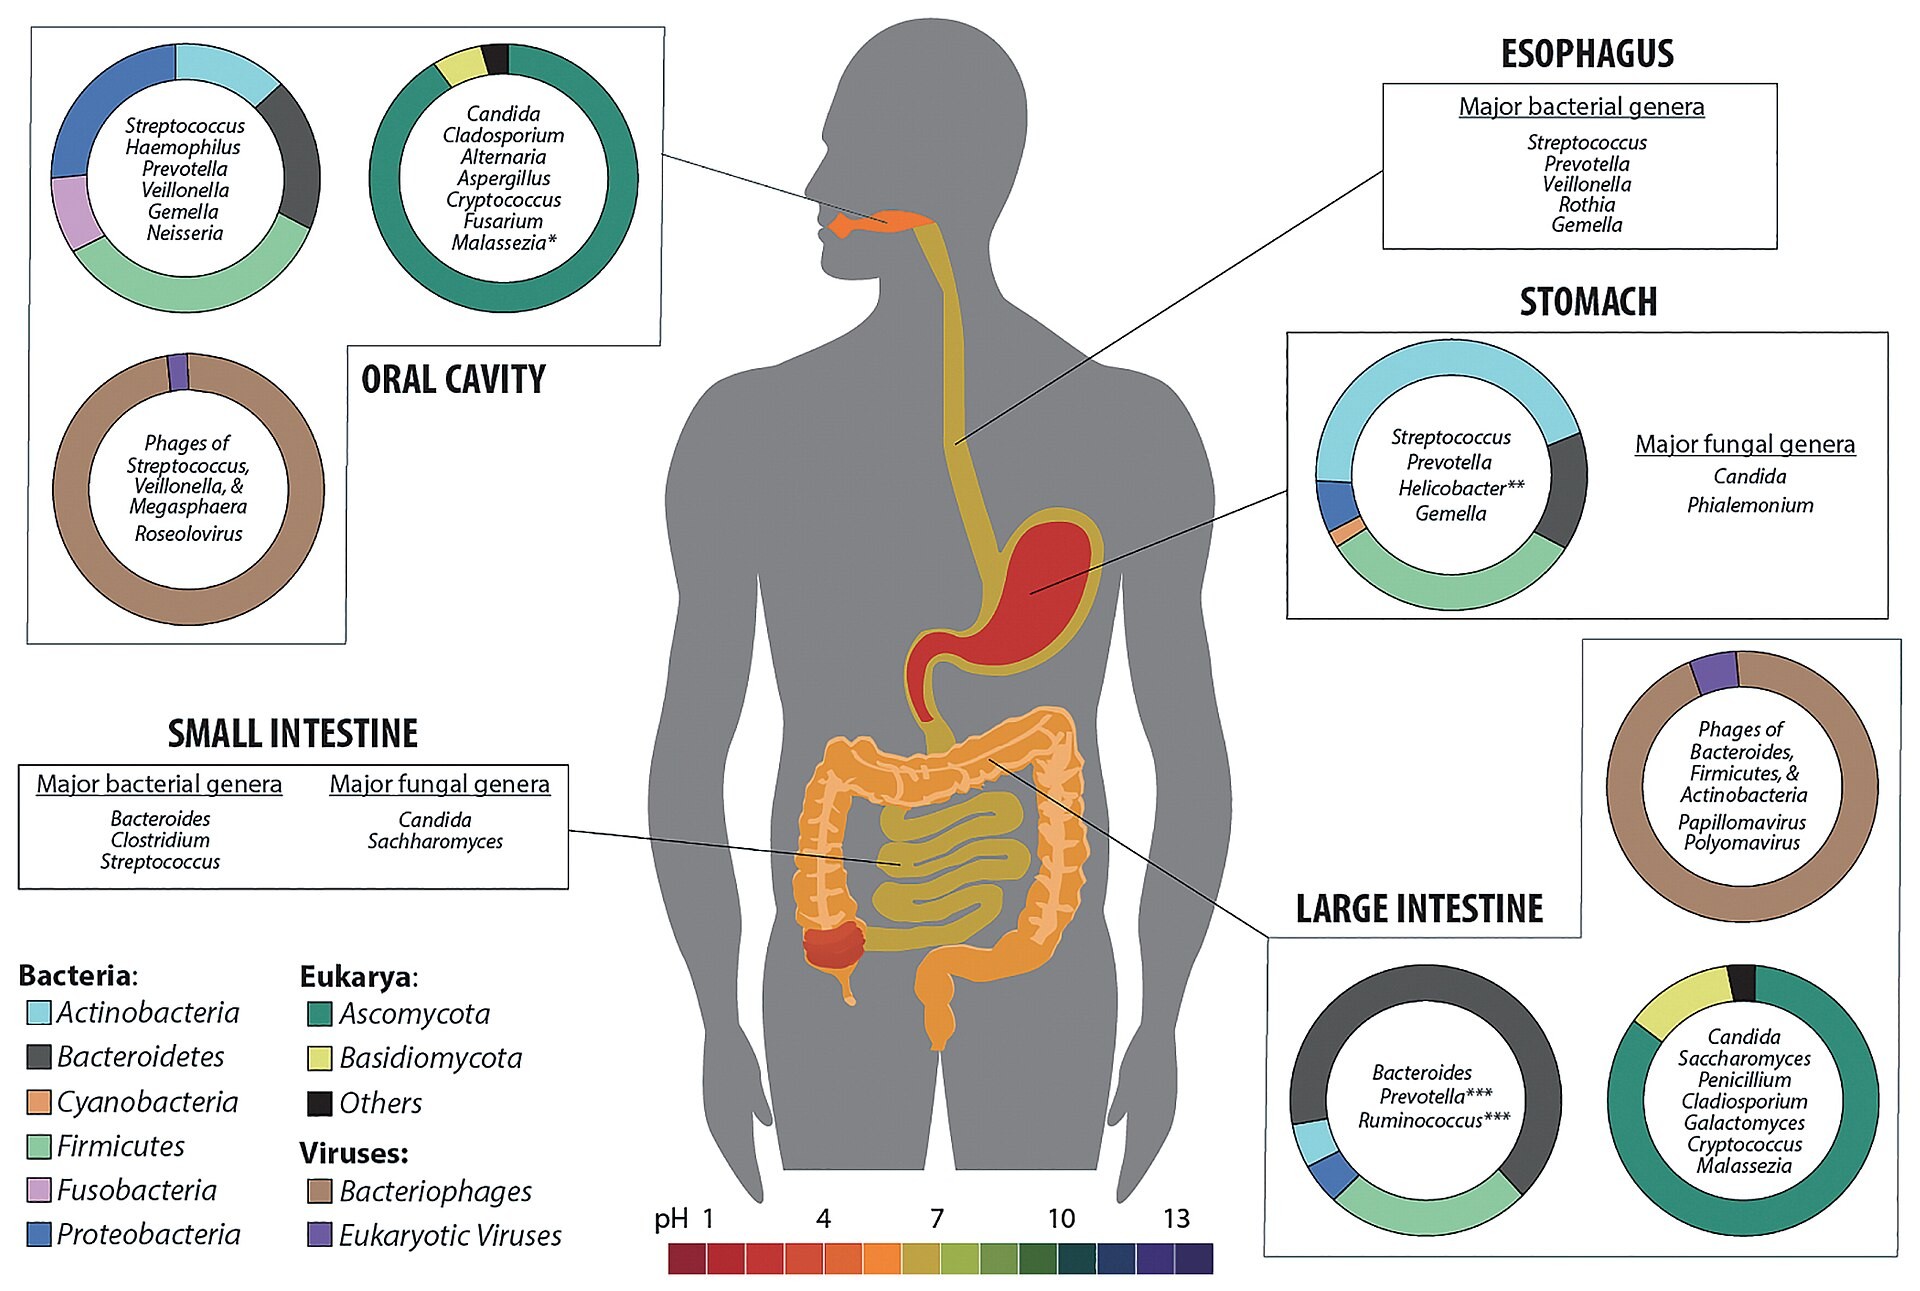 Streptococcus
Haemophilus
Prevotella
Veillonella
Gemella
Neisseria
Candida
Cladosporium
Alternaria
Aspergillus
Cryptococcus
Fusarium
Malassezia*
Phages of
Streptococcus,
Veillonella, &
Megasphaera
Roseolovirus
ORAL CAVITY
ESOPHAGUS
Major bacterial genera
Streptococcus
Prevotella
Veillonella
Rothia
Gemella
STOMACH
Streptococcus
Prevotella
Helicobacter**
Gemella
Major fungal genera
Candida
Phialemonium
SMALL INTESTINE
Major bacterial genera
Bacteroides
Clostridium
Streptococcus
Major fungal genera
Candida
Sachharomyces
LARGE INTESTINE
Phages of
Bacteroides,
Firmicutes, &
Actinobacteria
Papillomavirus
Polyomavirus
Bacteroides
Prevotella***
Ruminococcus***
Candida
Saccharomyces
Penicillium
Cladiosporium
Galactomyces
Cryptococcus
Malassezia
Bacteria:
Actinobacteria
Bacteroidetes
Cyanobacteria
Firmicutes
Fusobacteria
Proteobacteria
Eukarya:
Ascomycota
Basidiomycota
Others
Viruses:
Bacteriophages
Eukaryotic Viruses
pH 1 4 7 10 13